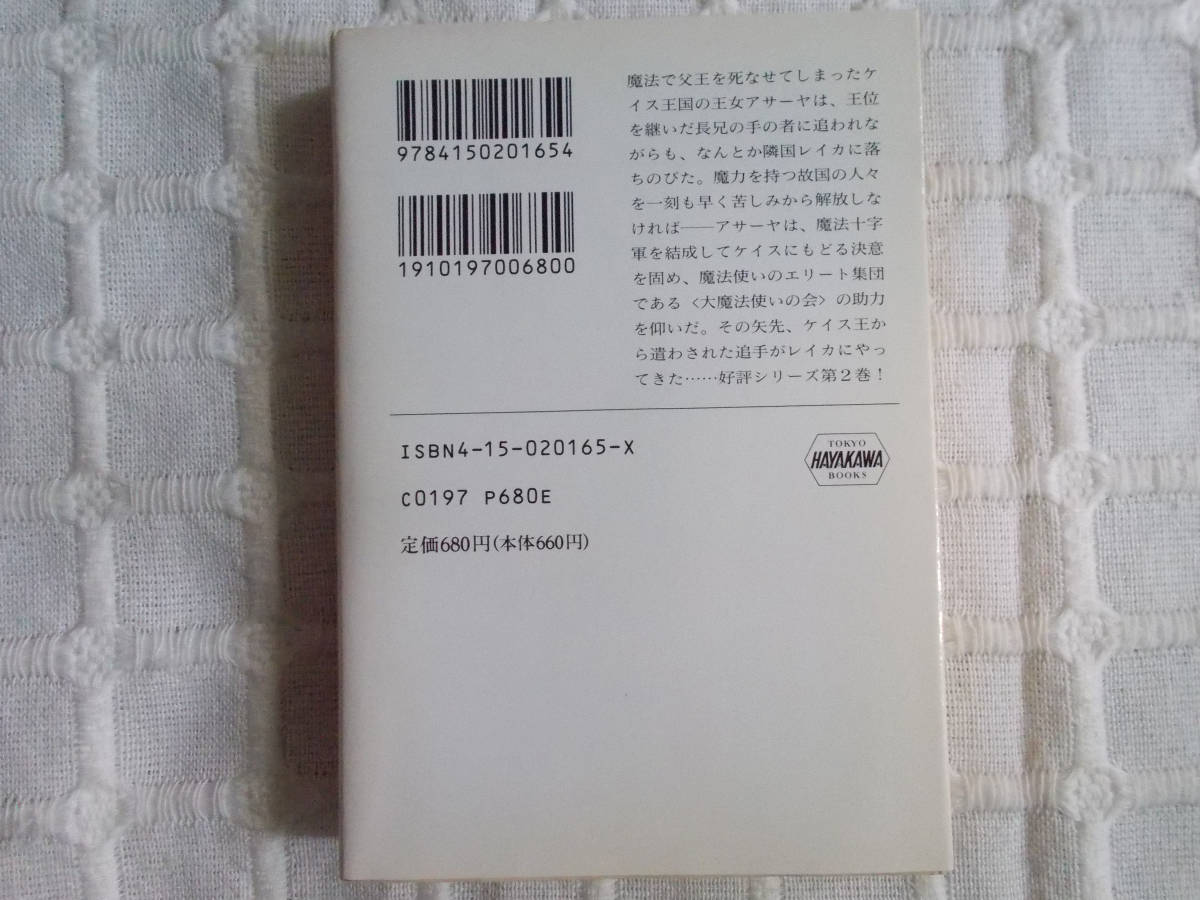 9784150201654
1910197006800
魔法で父王を死なせてしまったケ
イス王国の王女アサーヤは、王位
を継いだ長兄の手の者に追われな
がらも、なんとか隣国レイカに落
ちのびた。魔力を持つ故国の人々
を一刻も早く苦しみから解放しな
ければ――アサーヤは、魔法十字
軍を結成してケイスにもどる決意
を固め、魔法使いのエリート集団
である〈大魔法使いの会〉の助力
を仰いだ。その矢先、ケイス王か
ら遣わされた追手がレイカにやっ
てきた……好評シリーズ第2巻！
ISBN4-15-020165-X
C0197 P680E
定価680円(本体660円)
TOKYO
HAYAKAWA
BOOKS